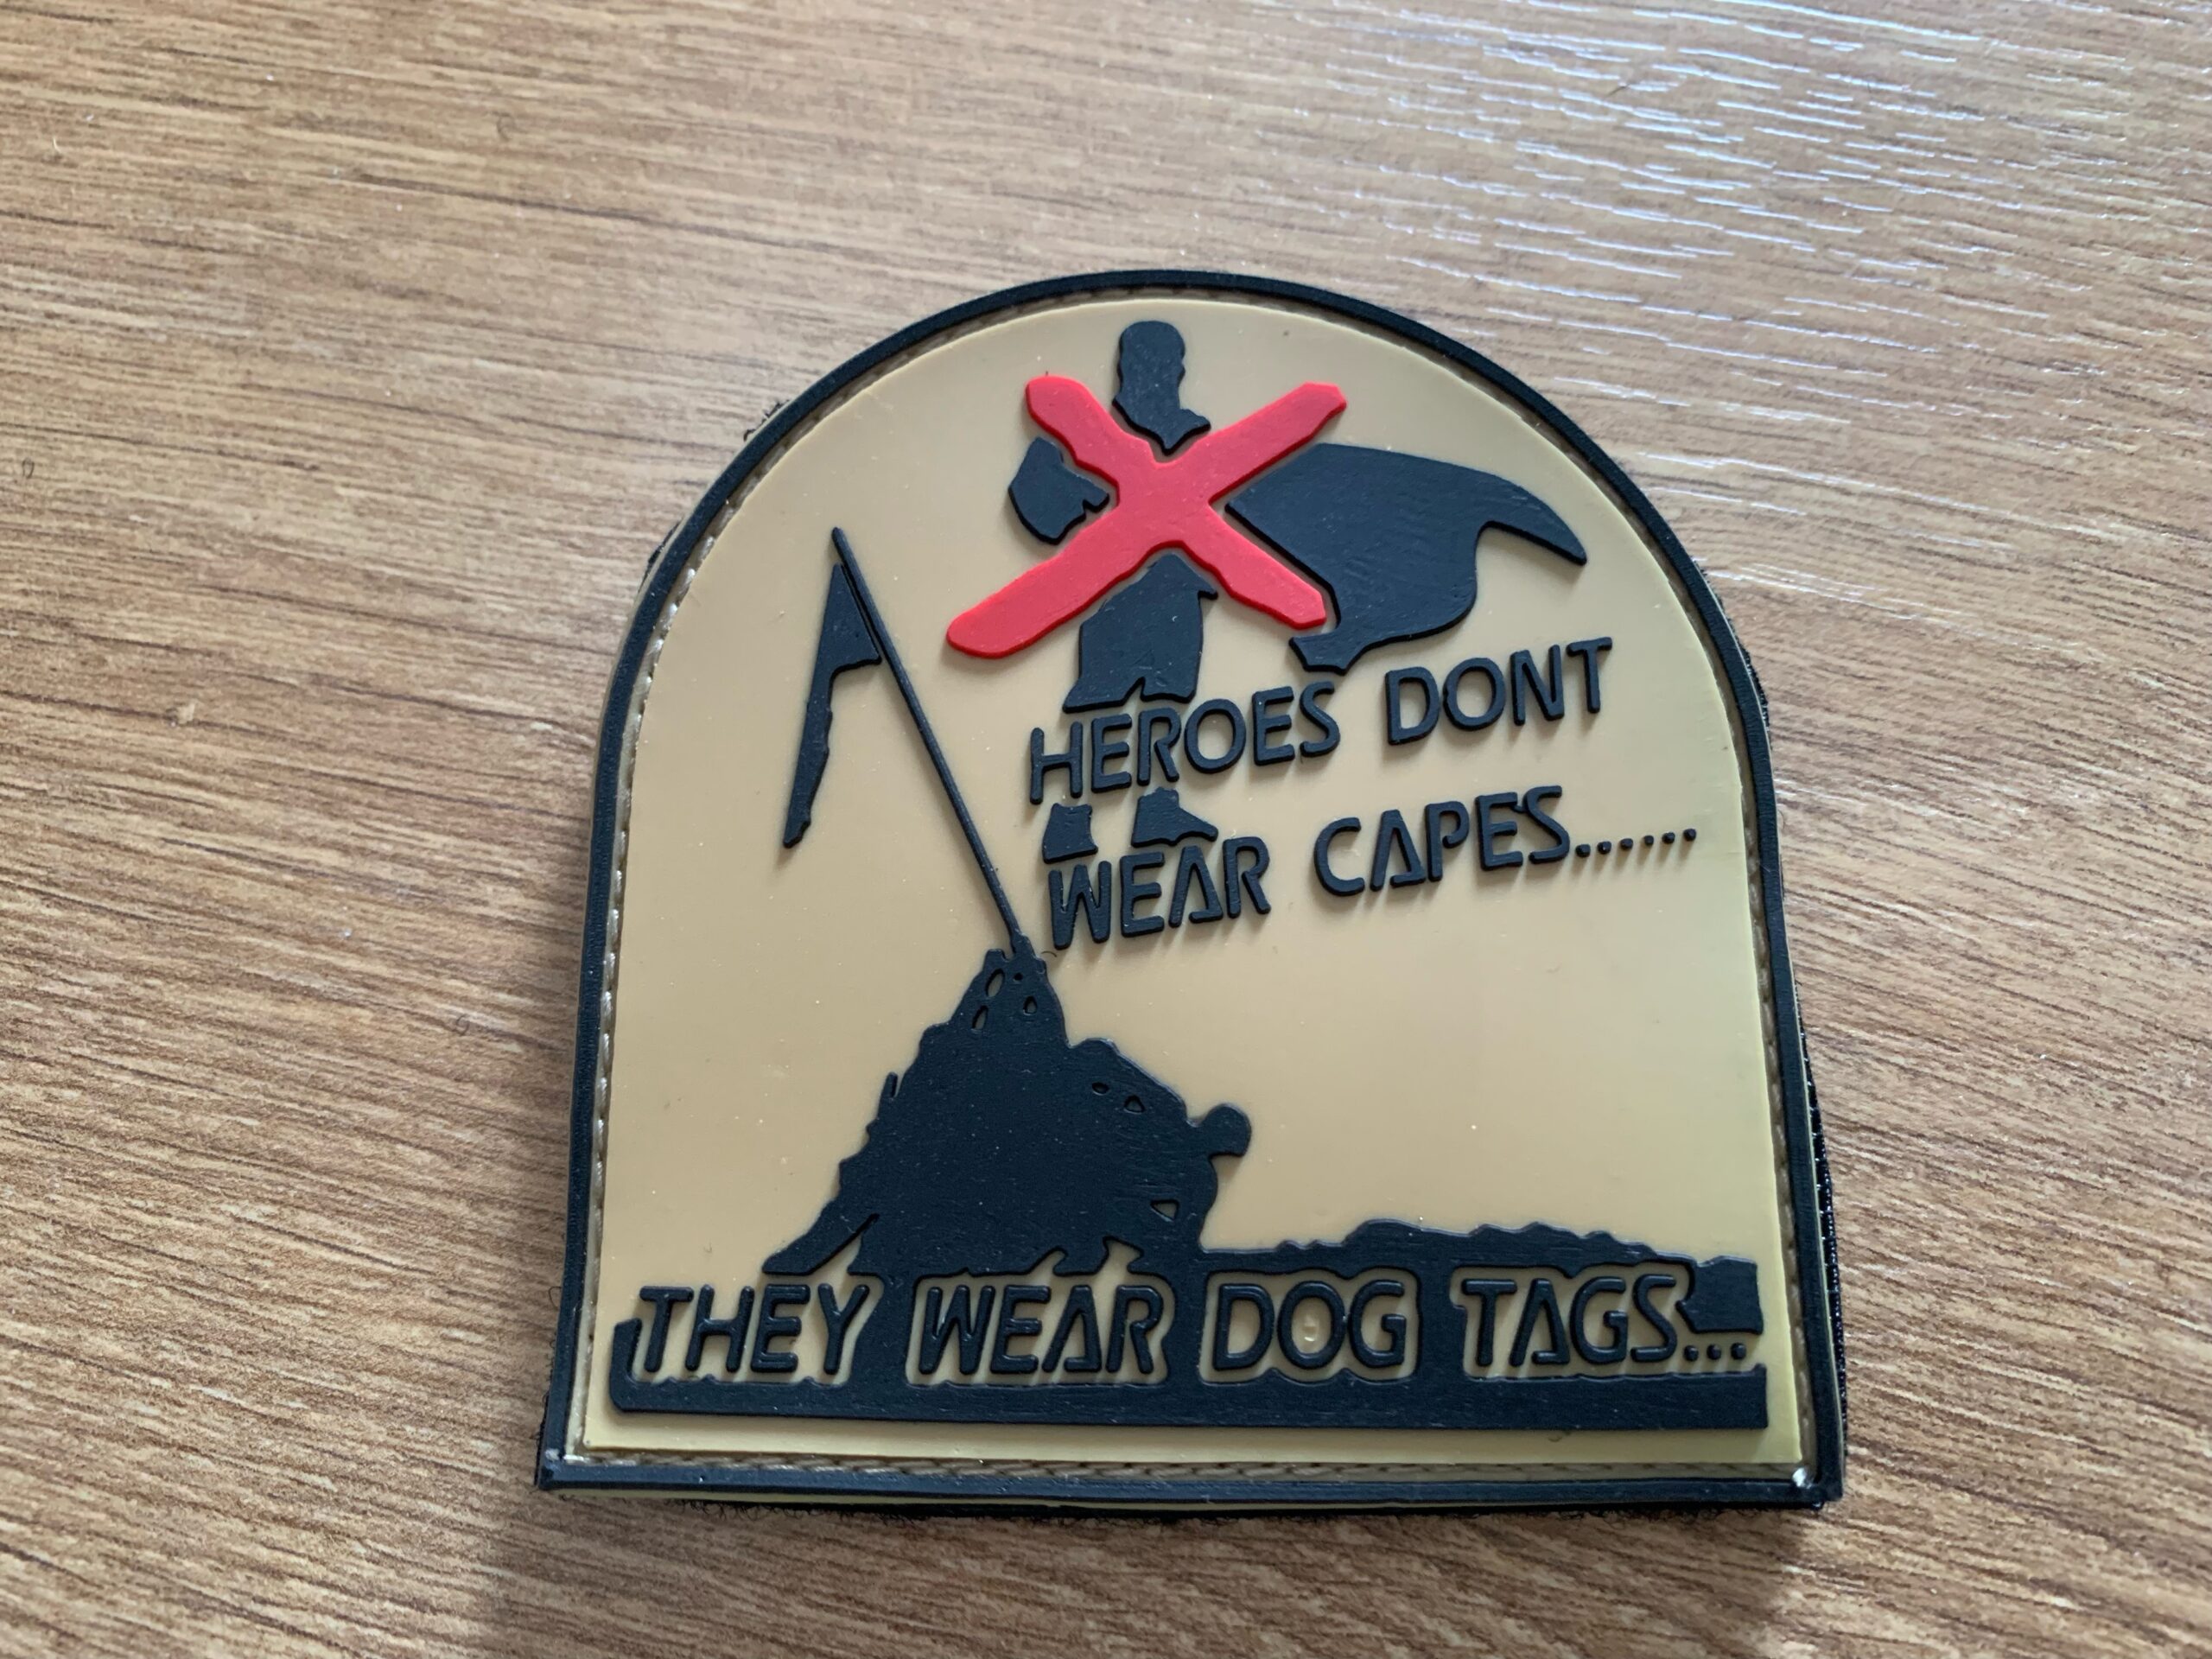 HEROES DONT
WEAR CAPES......
THEY WEAR DOG TAGS...